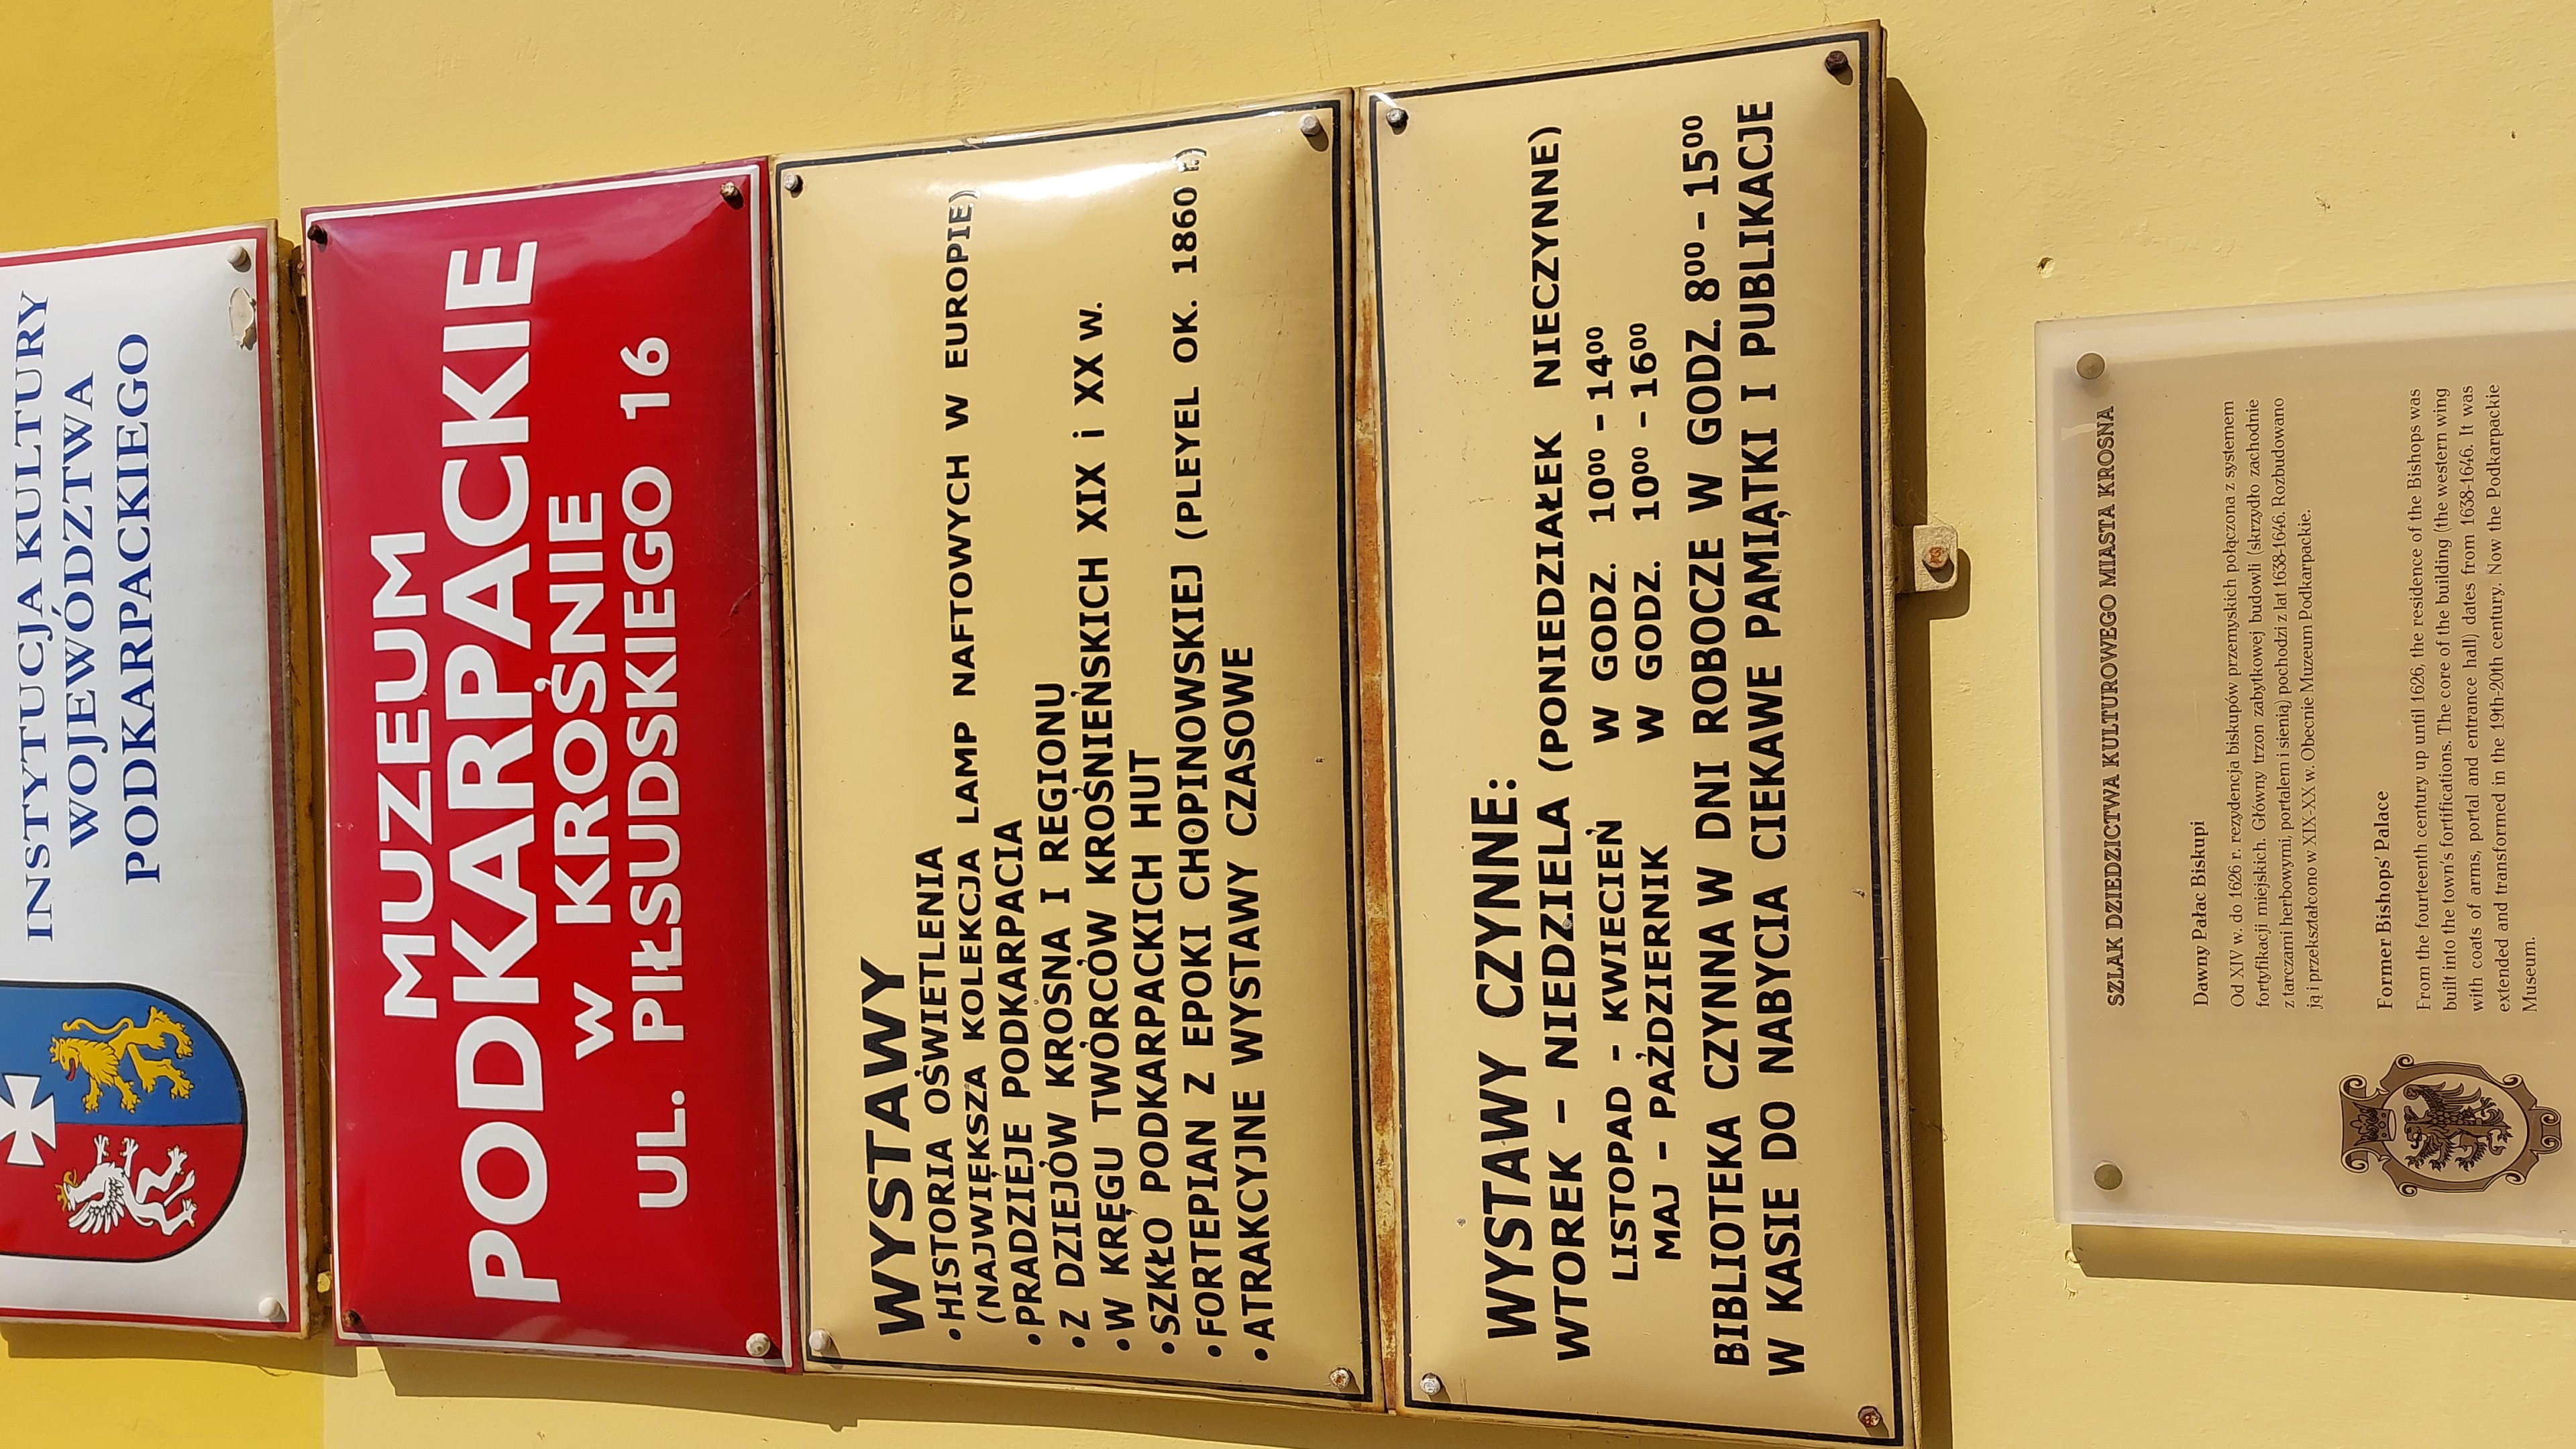 INSTYTUCJA KULTURY
WOJEWÓDZTWA
PODKARPACKIEGO
MUZEUM
PODKARPACKIE
W KROŚNIE
UL. PIŁSUDSKIEGO 16
WYSTAWY
• HISTORIA OŚWIETLENIA
(NAJWIĘKSZA KOLEKCJA LAMP NAFTOWYCH W EUROPIE)
• PRADZIEJE PODKARPACIA
• Z DZIEJÓW KROSNA I REGIONU
• W KRĘGU TWÓRCÓW KROŚNIEŃSKICH XIX i XX w.
• SZKŁO PODKARPACKICH HUT
• FORTEPIAN Z EPOKI CHOPINOWSKIEJ (PLEYEL OK. 1860 r.)
• ATRAKCYJNE WYSTAWY CZASOWE
WYSTAWY CZYNNE:
WTOREK – NIEDZIELA (PONIEDZIAŁEK NIECZYNNE)
LISTOPAD – KWIECIEŃ W GODZ. 10⁰⁰ – 14⁰⁰
MAJ – PAŹDZIERNIK W GODZ. 10⁰⁰ – 16⁰⁰
BIBLIOTEKA CZYNNA W DNI ROBOCZE W GODZ. 8⁰⁰ – 15⁰⁰
W KASIE DO NABYCIA CIEKAWE PAMIĄTKI I PUBLIKACJE
SZLAK DZIEDZICTWA KULTUROWEGO MIASTA KROSNA
Dawny Pałac Biskupi
Od XIV w. do 1626 r. rezydencja biskupów przemyskich połączona z systemem
fortyfikacji miejskich. Główny trzon zabytkowej budowli (skrzydło zachodnie
z tarczami herbowymi, portalem i sienią) pochodzi z lat 1638-1646. Rozbudowano
ją i przekształcono w XIX-XX w. Obecnie Muzeum Podkarpackie.
Former Bishops' Palace
From the fourteenth century up until 1626, the residence of the Bishops was
built into the town's fortifications. The core of the building (the western wing
with coats of arms, portal and entrance hall) dates from 1638-1646. It was
extended and transformed in the 19th-20th century. Now the Podkarpackie
Museum.